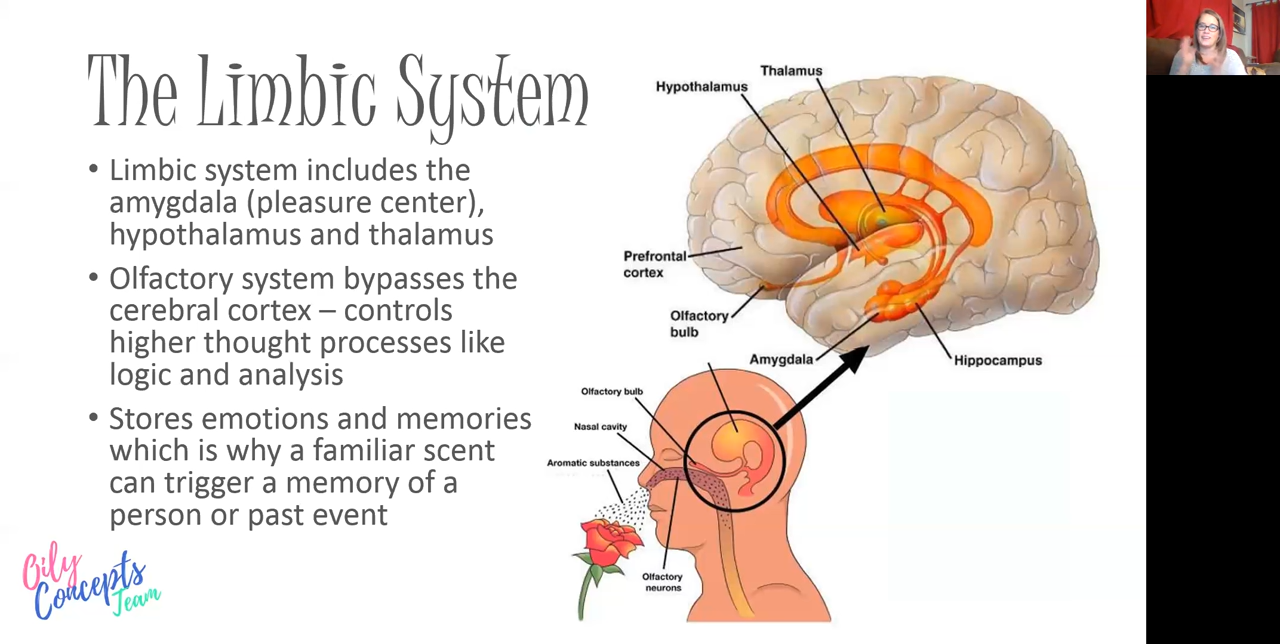 The Limbic System
• Limbic system includes the
amygdala (pleasure center),
hypothalamus and thalamus
• Olfactory system bypasses the
cerebral cortex – controls
higher thought processes like
logic and analysis
• Stores emotions and memories
which is why a familiar scent
can trigger a memory of a
person or past event
Oily
Concepts
Team
Thalamus
Hypothalamus
Prefrontal
cortex
Olfactory
bulb
Amygdala
Hippocampus
Olfactory bulb
Nasal cavity
Aromatic substances
Olfactory
neurons